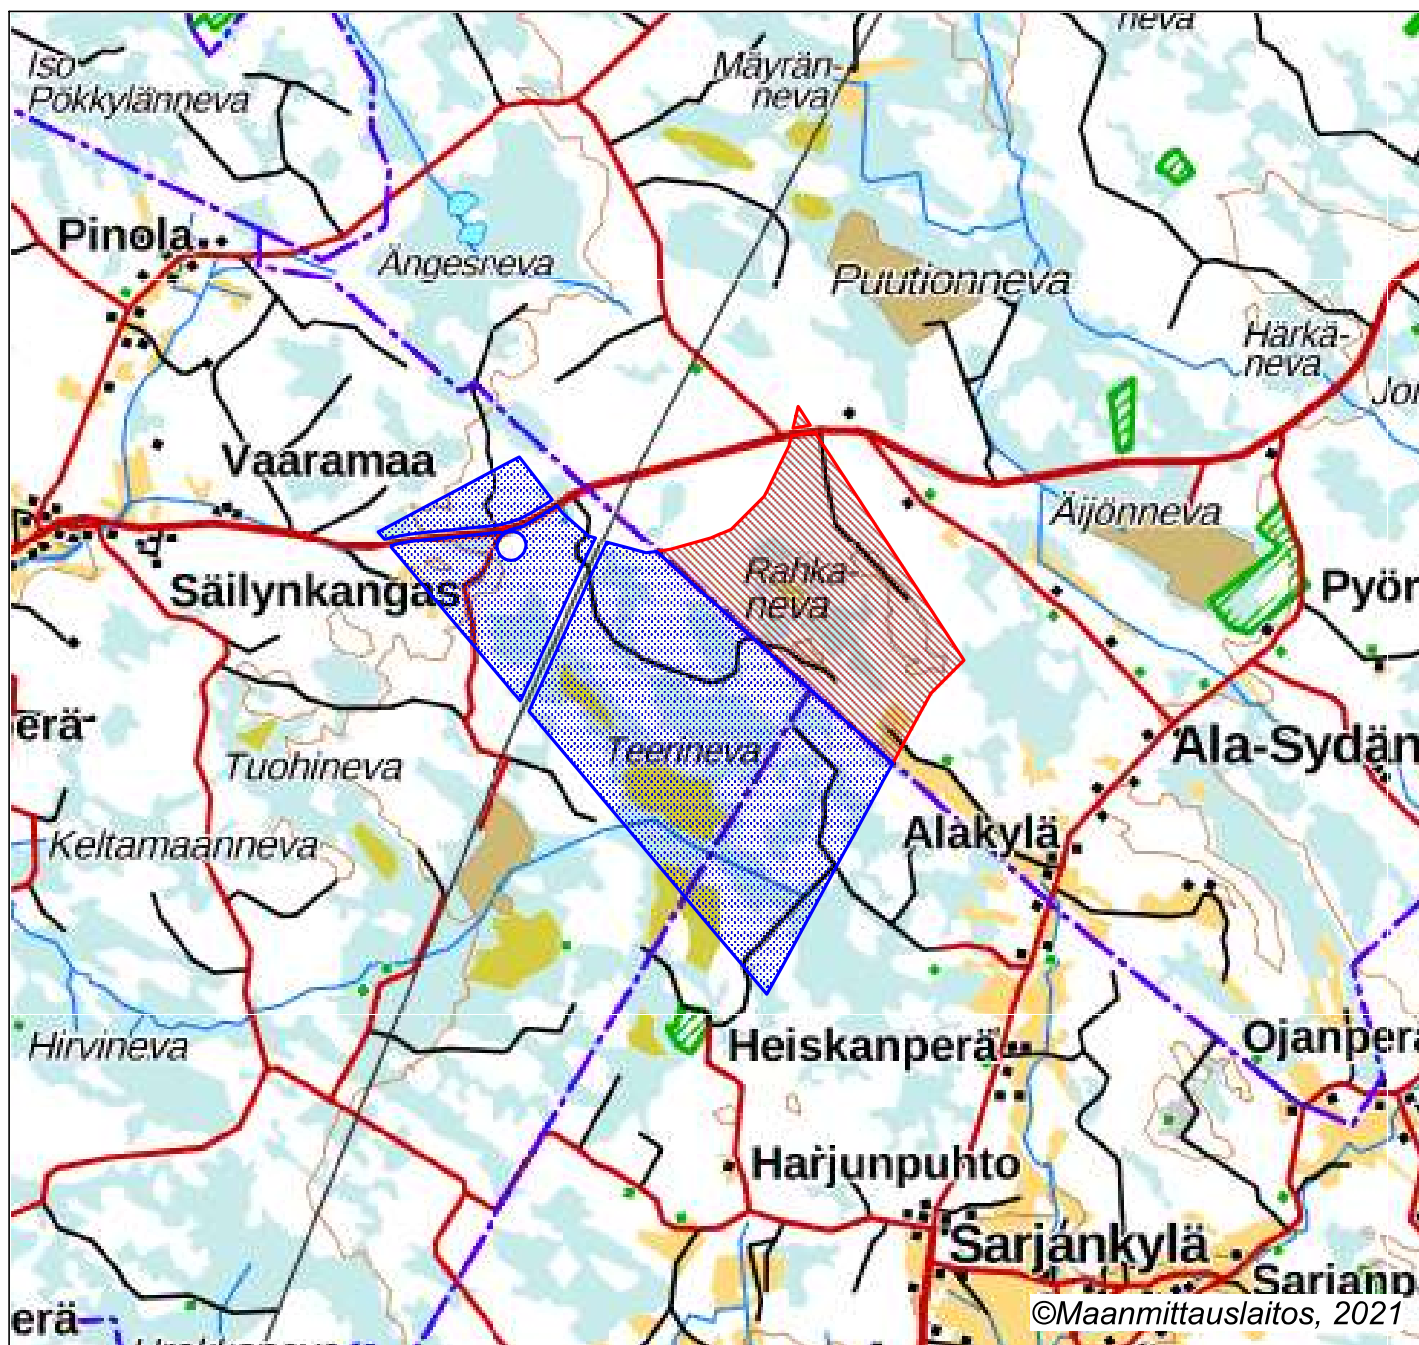 neva
Iso
Pökkylänneva
Mäyrän-
neva
Pinola
Ängesneva
Puutionneva
Härkä-
neva
Vaaramaa
Äijönneva
Säilynkangas
Rahka-
neva
Pyör
erä
Tuohineva
Teerineva
Ala-Sydän
Keltamaanneva
Alakylä
Hirvineva
Heiskanperä
Ojanperä
Harjunpuhto
Sarjankylä
Sarjanp
erä
©Maanmittauslaitos, 2021